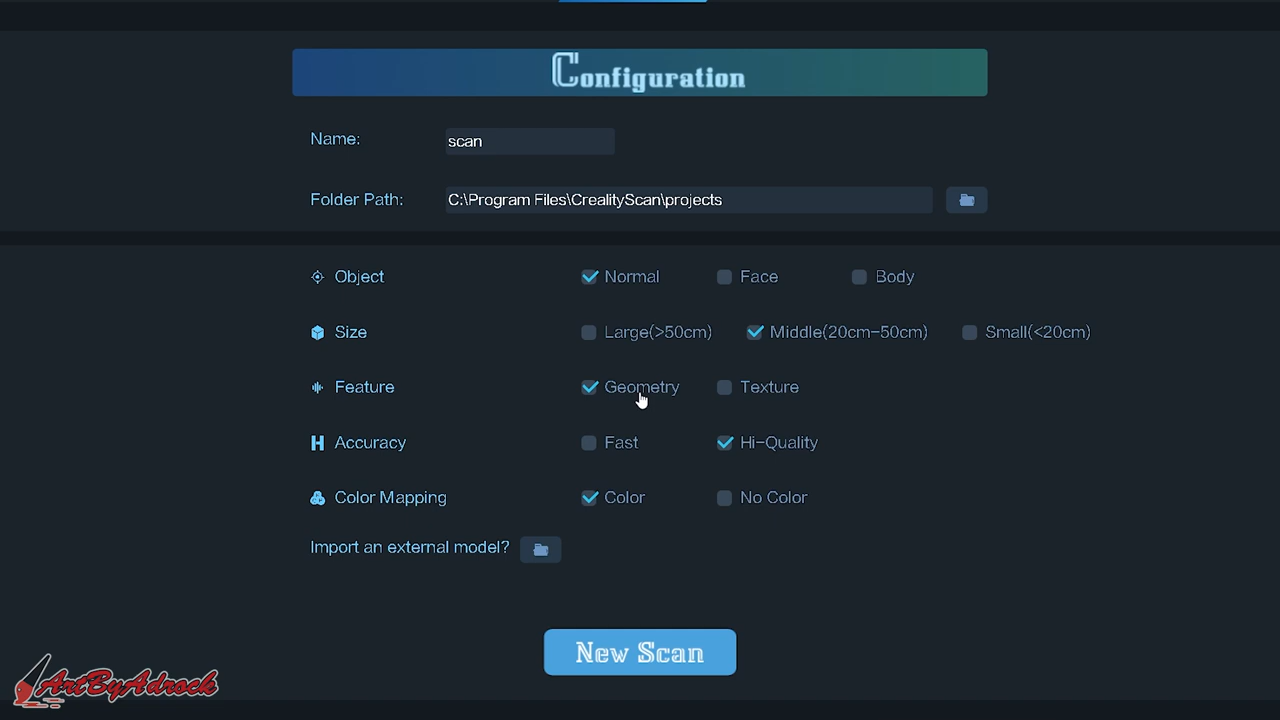 Configuration
Name: scan
Folder Path: C:\Program Files\CrealityScan\projects
Object Normal Face Body
Size Large(>50cm) Middle(20cm-50cm) Small(<20cm)
Feature Geometry Texture
Accuracy Fast Hi-Quality
Color Mapping Color No Color
Import an external model?
New Scan
ArtByAdrock